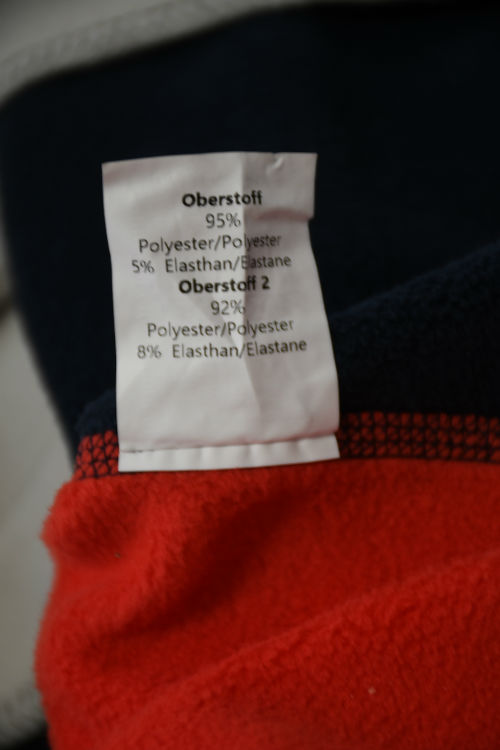 Oberstoff
95%
Polyester/Polyester
5% Elasthan/Elastane
Oberstoff 2
92%
Polyester/Polyester
8% Elasthan/Elastane